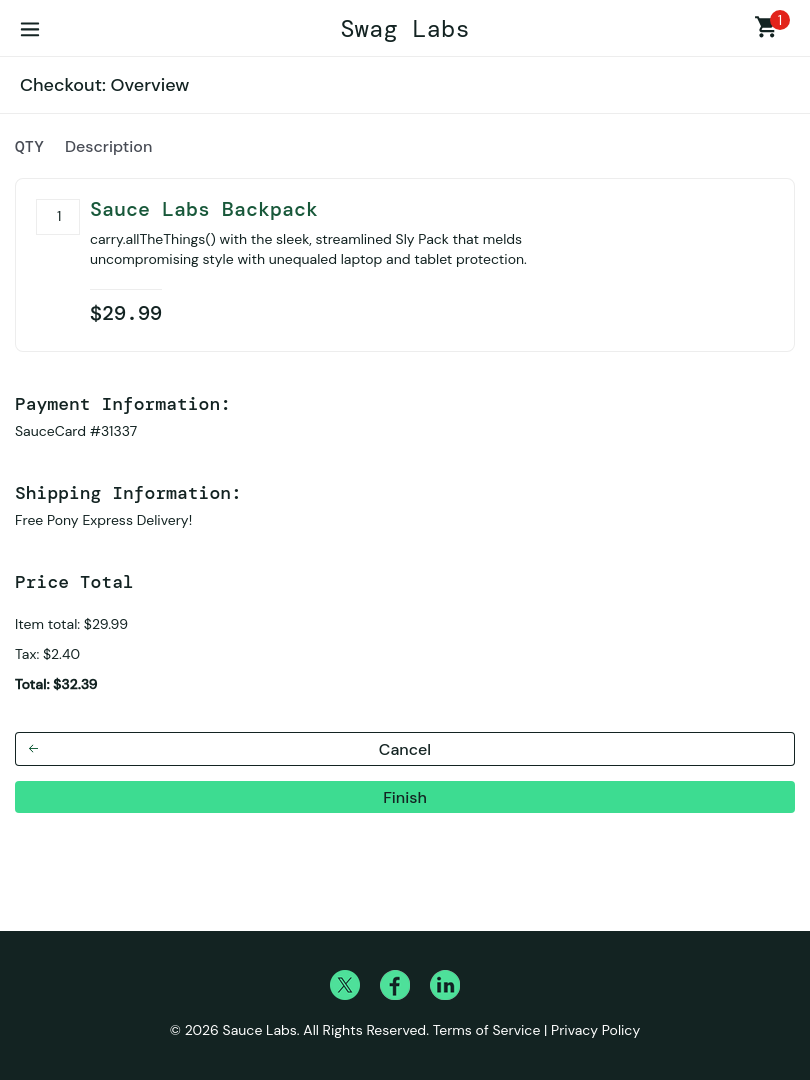 Swag Labs
1
Checkout: Overview
QTY Description
1
Sauce Labs Backpack
carry.allTheThings() with the sleek, streamlined Sly Pack that melds
uncompromising style with unequaled laptop and tablet protection.
$29.99
Payment Information:
SauceCard #31337
Shipping Information:
Free Pony Express Delivery!
Price Total
Item total: $29.99
Tax: $2.40
Total: $32.39
Cancel
Finish
© 2026 Sauce Labs. All Rights Reserved. Terms of Service | Privacy Policy